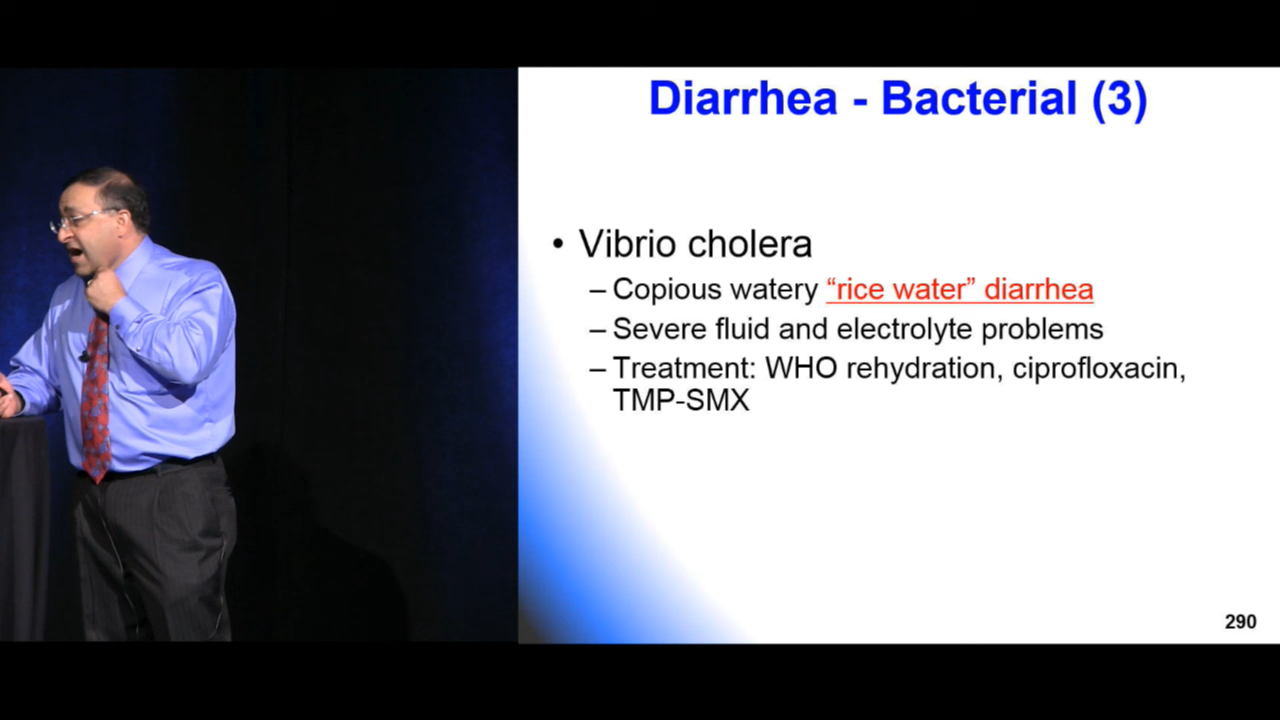 Diarrhea - Bacterial (3)
• Vibrio cholera
– Copious watery “rice water” diarrhea
– Severe fluid and electrolyte problems
– Treatment: WHO rehydration, ciprofloxacin,
TMP-SMX
290